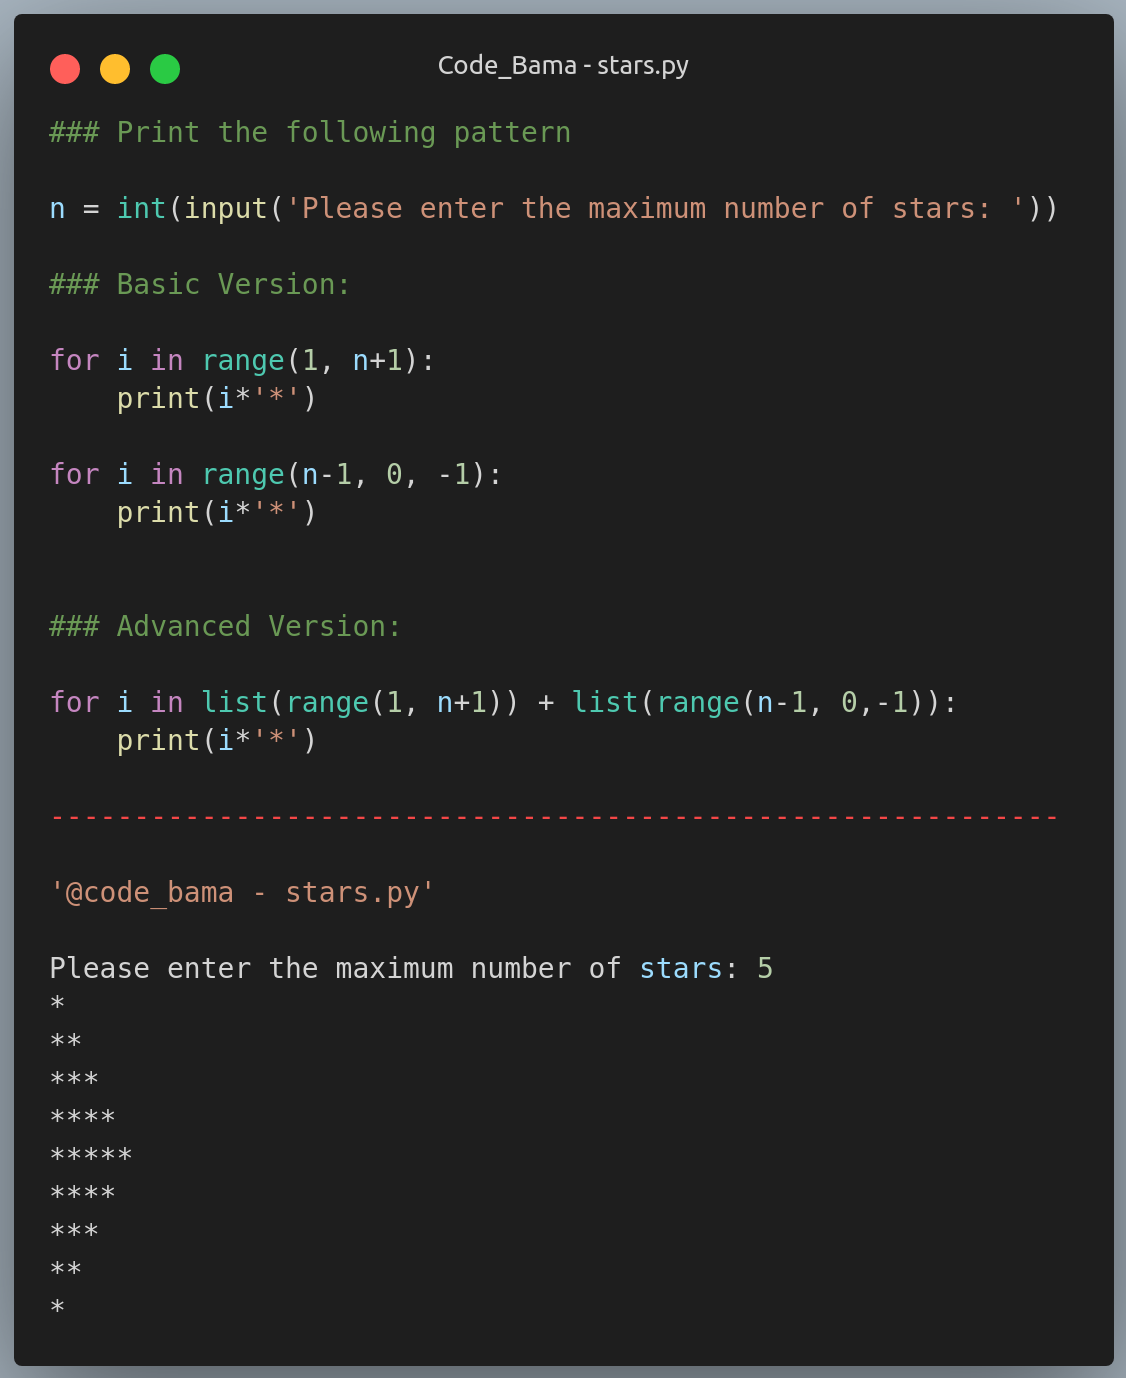 Code_Bama - stars.py
### Print the following pattern
n = int(input('Please enter the maximum number of stars: '))
### Basic Version:
for i in range(1, n+1):
    print(i*'*')
for i in range(n-1, 0, -1):
    print(i*'*')
### Advanced Version:
for i in list(range(1, n+1)) + list(range(n-1, 0,-1)):
    print(i*'*')
------------------------------------------------------------
'@code_bama - stars.py'
Please enter the maximum number of stars: 5
*
**
***
****
*****
****
***
**
*